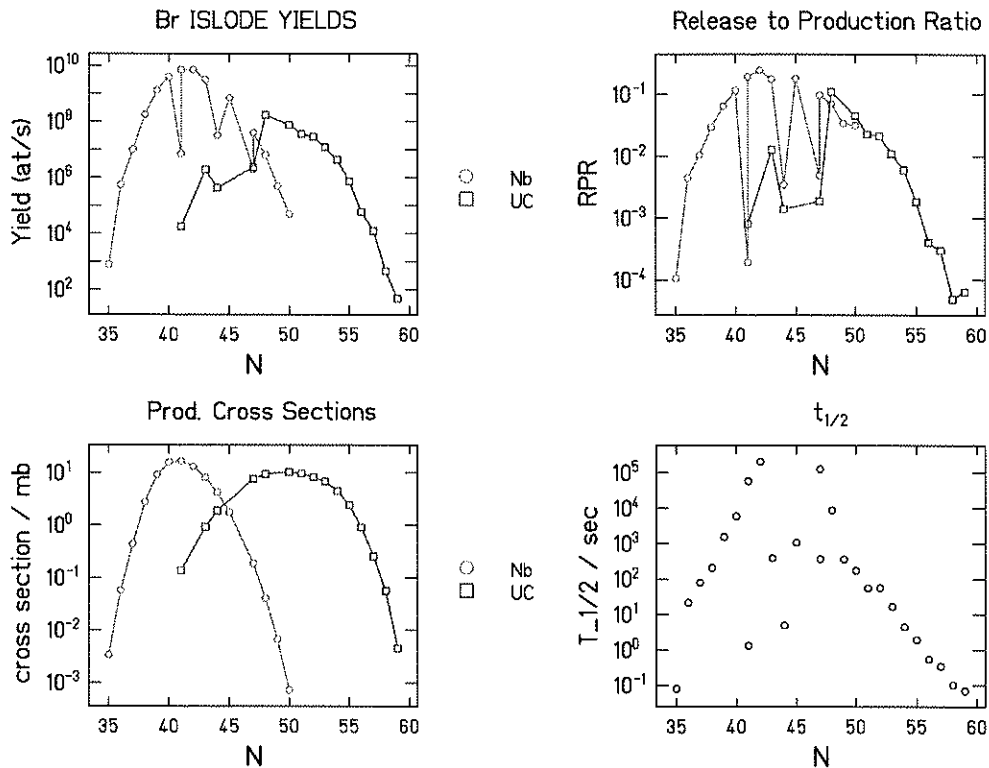 Br ISLODE YIELDS
Yield (at/s)
10^10
10^8
10^6
10^4
10^2
35 40 45 50 55 60
N
Nb
UC
Release to Production Ratio
RPR
10^-1
10^-2
10^-3
10^-4
35 40 45 50 55 60
N
Prod. Cross Sections
cross section / mb
10^1
10^0
10^-1
10^-2
10^-3
35 40 45 50 55 60
N
Nb
UC
t_1/2
T_1/2 / sec
10^5
10^4
10^3
10^2
10^1
10^0
10^-1
35 40 45 50 55 60
N